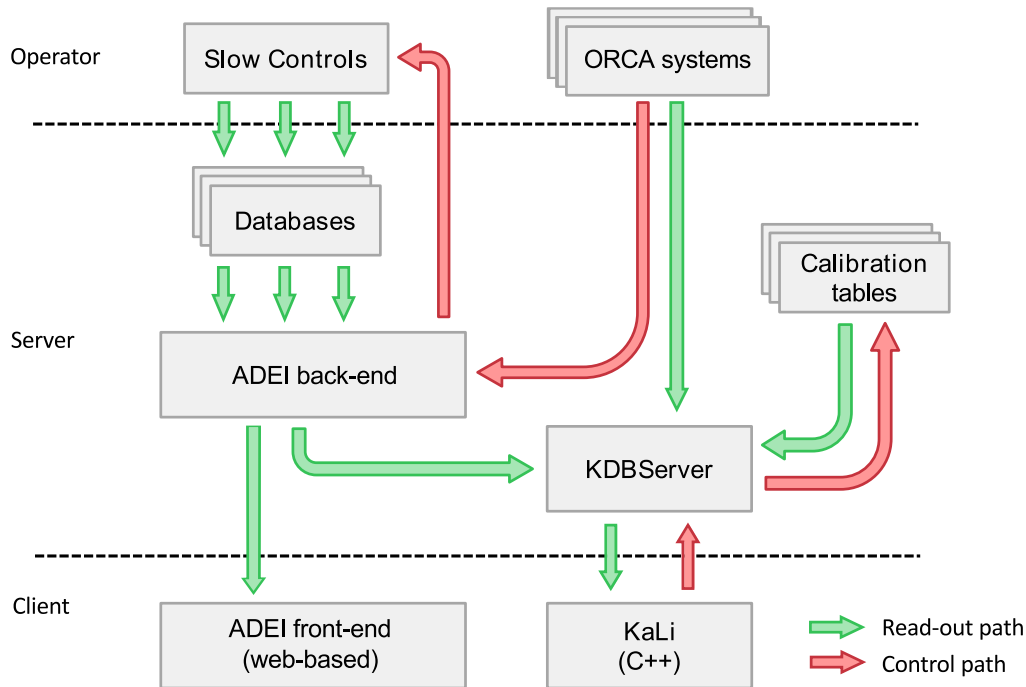 Operator
Slow Controls
ORCA systems
Databases
Calibration
tables
Server
ADEI back-end
KDBServer
Client
ADEI front-end
(web-based)
KaLi
(C++)
Read-out path
Control path